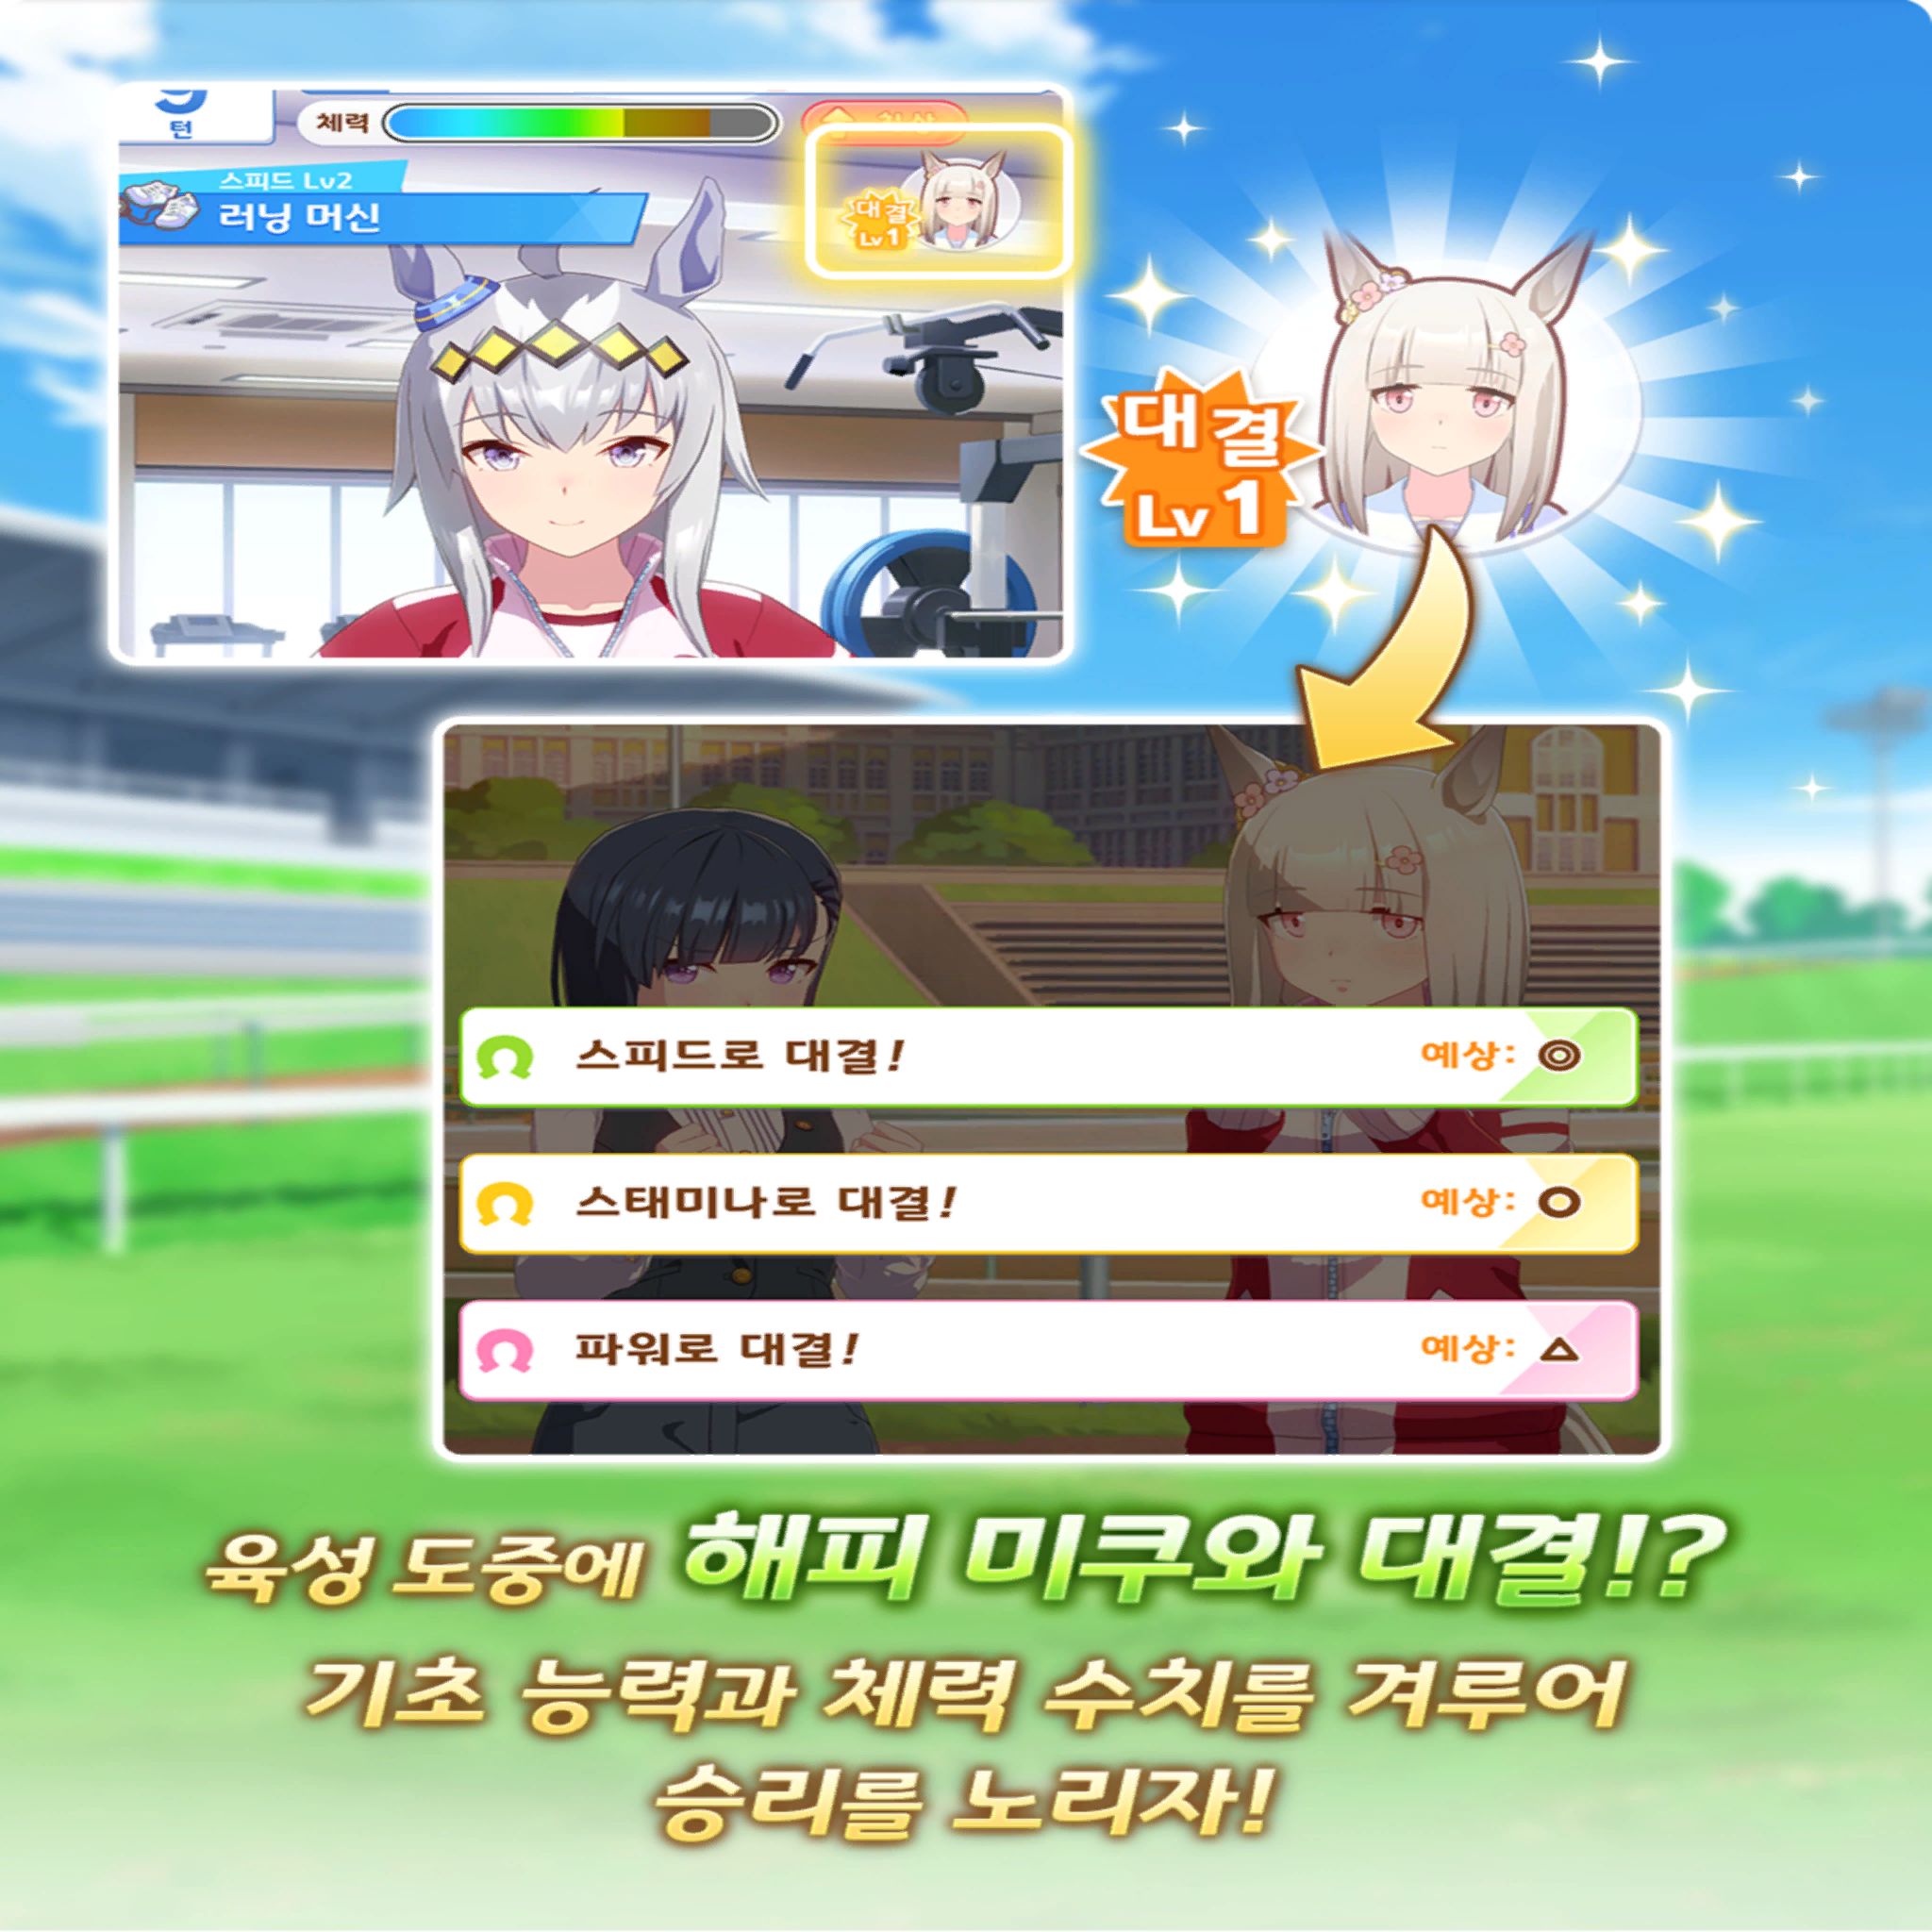 턴
체력
스피드 Lv2
러닝 머신
대결
Lv 1
대결
Lv 1
스피드로 대결! 예상: ◎
스태미나로 대결! 예상: ○
파워로 대결! 예상: △
육성 도중에 해피 미쿠와 대결!?
기초 능력과 체력 수치를 겨루어
승리를 노리자!